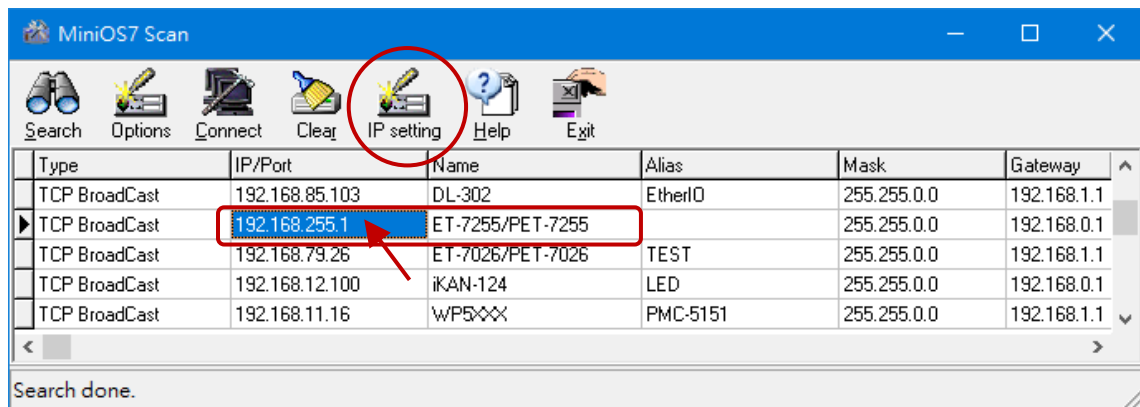 MiniOS7 Scan
Search Options Connect Clear IP setting Help Exit
Type IP/Port Name Alias Mask Gateway
TCP BroadCast 192.168.85.103 DL-302 EtherIO 255.255.0.0 192.168.1.1
TCP BroadCast 192.168.255.1 ET-7255/PET-7255 255.255.0.0 192.168.0.1
TCP BroadCast 192.168.79.26 ET-7026/PET-7026 TEST 255.255.0.0 192.168.1.1
TCP BroadCast 192.168.12.100 iKAN-124 LED 255.255.0.0 192.168.0.1
TCP BroadCast 192.168.11.16 WP5XXX PMC-5151 255.255.0.0 192.168.1.1
Search done.